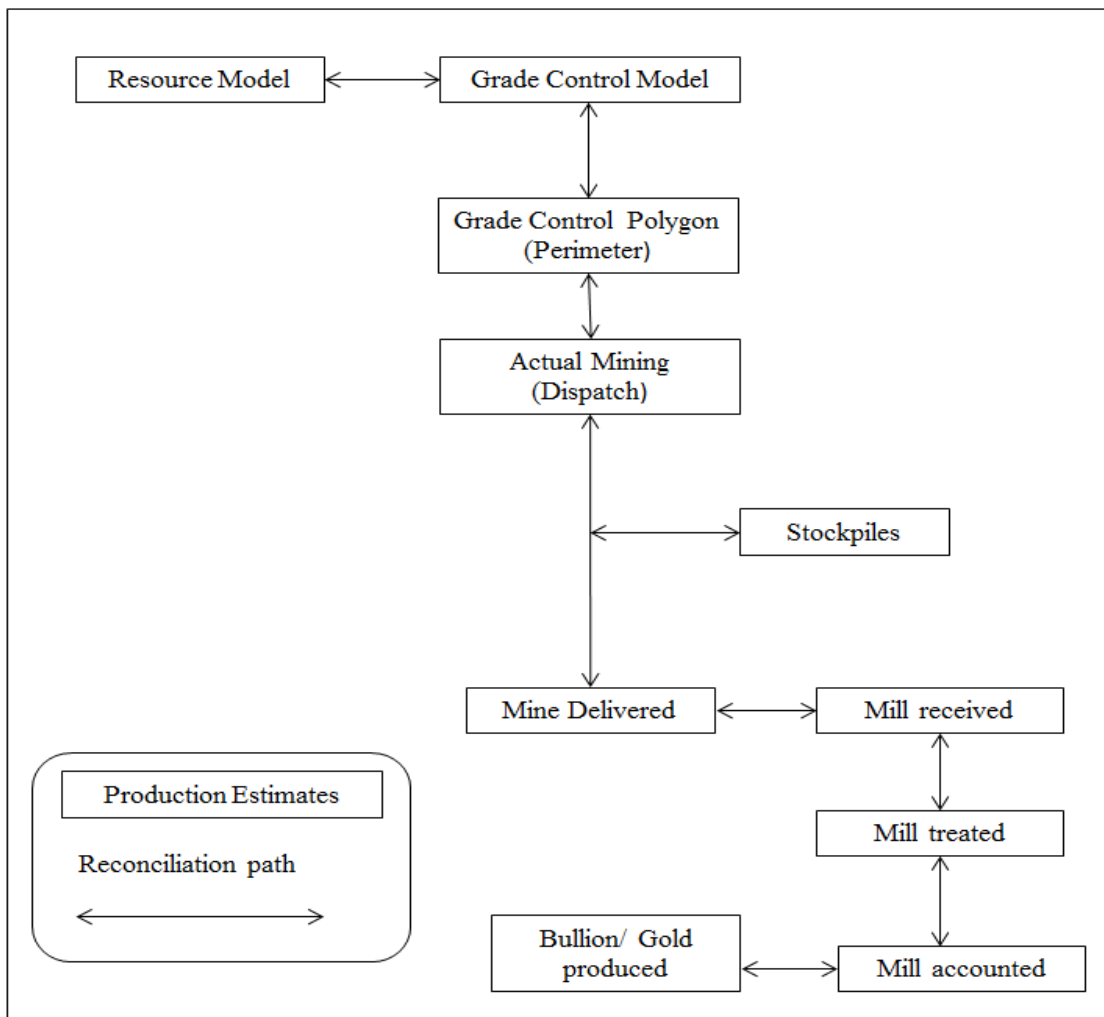 Resource Model
Grade Control Model
Grade Control Polygon
(Perimeter)
Actual Mining
(Dispatch)
Stockpiles
Mine Delivered
Mill received
Production Estimates
Reconciliation path
Mill treated
Bullion/ Gold
produced
Mill accounted